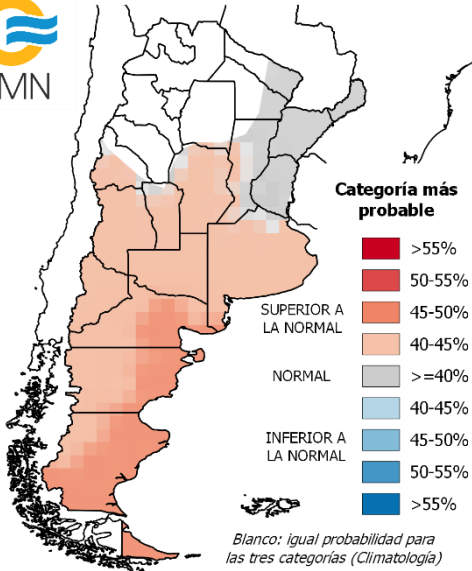 MN
Categoría más
probable
>55%
50-55%
45-50%
SUPERIOR A
LA NORMAL
40-45%
NORMAL
>=40%
40-45%
INFERIOR A
LA NORMAL
45-50%
50-55%
>55%
Blanco: igual probabilidad para
las tres categorías (Climatología)